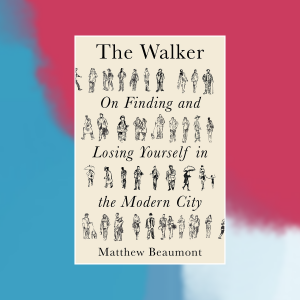 The Walker
On Finding and
Losing Yourself in
the Modern City
Matthew Beaumont